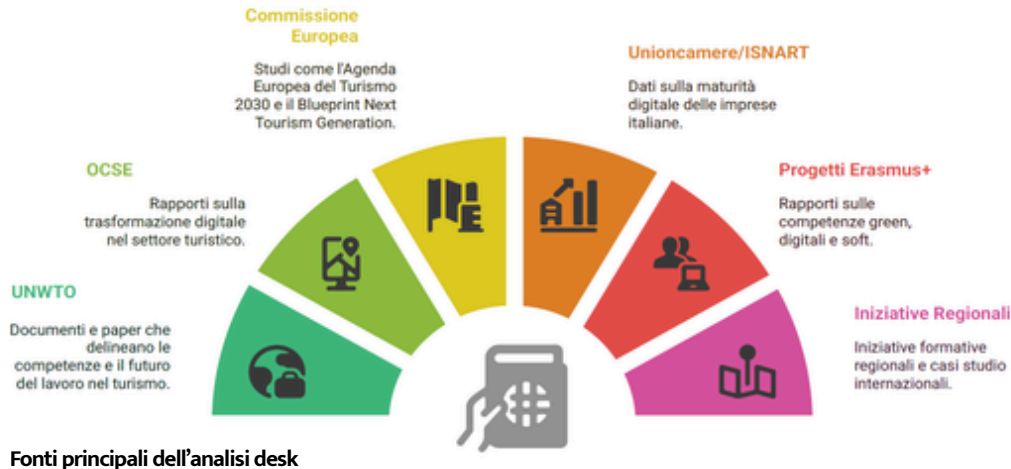 Commissione
Europea
Studi come l'Agenda
Europea del Turismo
2030 e il Blueprint Next
Tourism Generation.
Unioncamere/ISNART
Dati sulla maturità
digitale delle imprese
italiane.
OCSE
Rapporti sulla
trasformazione digitale
nel settore turistico.
Progetti Erasmus+
Rapporti sulle
competenze green,
digitali e soft.
UNWTO
Documenti e paper che
delineano le
competenze e il futuro
del lavoro nel turismo.
Iniziative Regionali
Iniziative formative
regionali e casi studio
internazionali.
Fonti principali dell'analisi desk